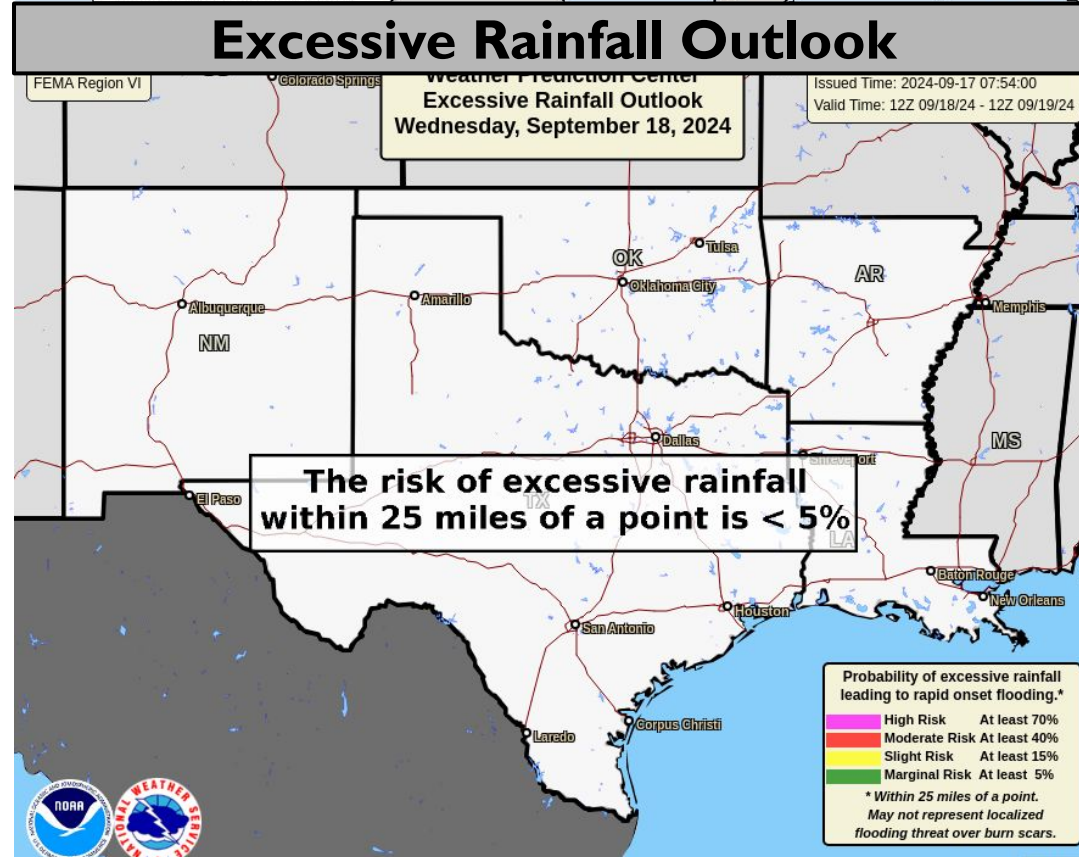 Excessive Rainfall Outlook
FEMA Region VI
Colorado Springs
Weather Prediction Center
Excessive Rainfall Outlook
Wednesday, September 18, 2024
Issued Time: 2024-09-17 07:54:00
Valid Time: 12Z 09/18/24 - 12Z 09/19/24
Tulsa
OK
AR
Oklahoma City
Amarillo
Albuquerque
Memphis
NM
Dallas
MS
Shreveport
The risk of excessive rainfall
TX
El Paso
within 25 miles of a point is < 5%
LA
Baton Rouge
New Orleans
Houston
San Antonio
Corpus Christi
Laredo
Probability of excessive rainfall
leading to rapid onset flooding.*
High Risk At least 70%
Moderate Risk At least 40%
Slight Risk At least 15%
Marginal Risk At least 5%
* Within 25 miles of a point.
May not represent localized
flooding threat over burn scars.
NOAA
NATIONAL WEATHER SERVICE